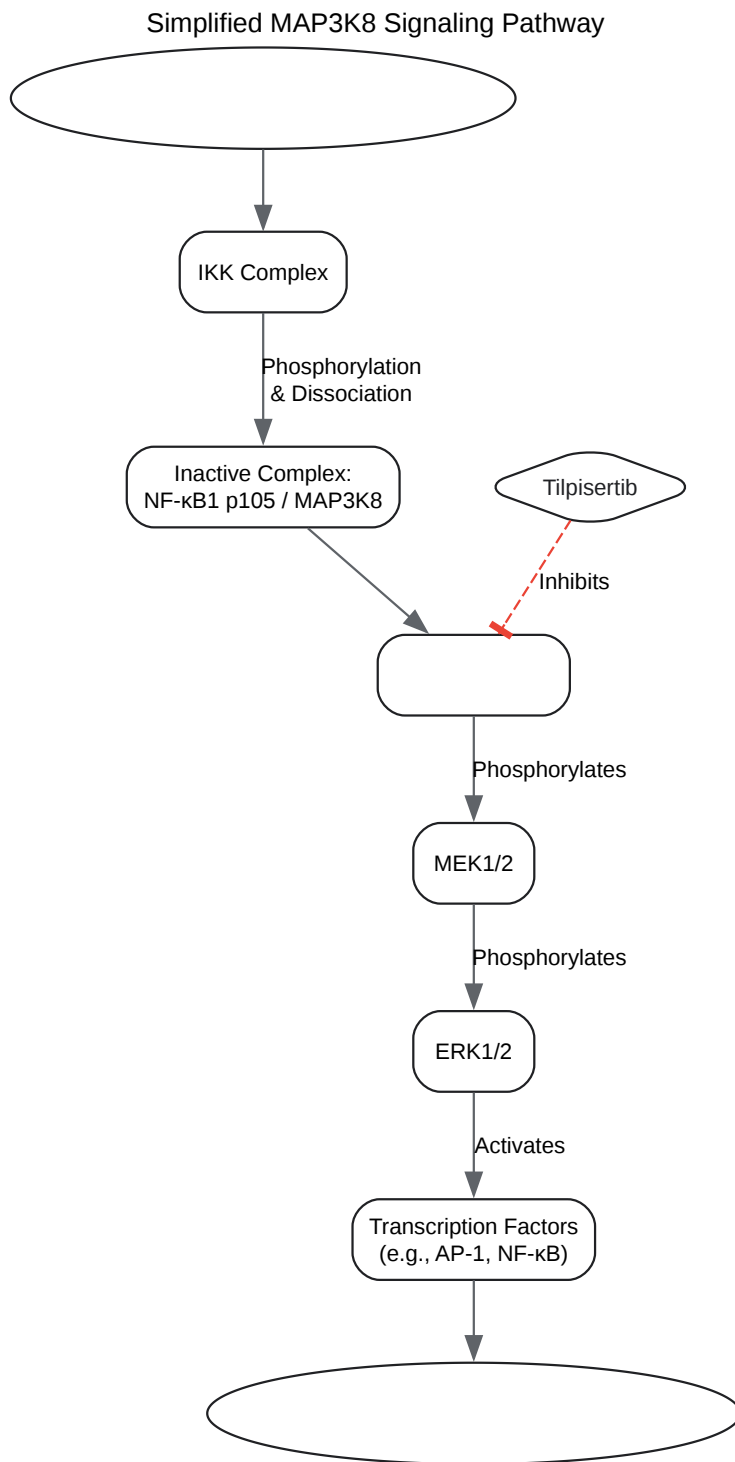 Simplified MAP3K8 Signaling Pathway
IKK Complex
Phosphorylation
& Dissociation
Inactive Complex:
NF-κB1 p105 / MAP3K8
Tilpisertib
Inhibits
Phosphorylates
MEK1/2
Phosphorylates
ERK1/2
Activates
Transcription Factors
(e.g., AP-1, NF-κB)